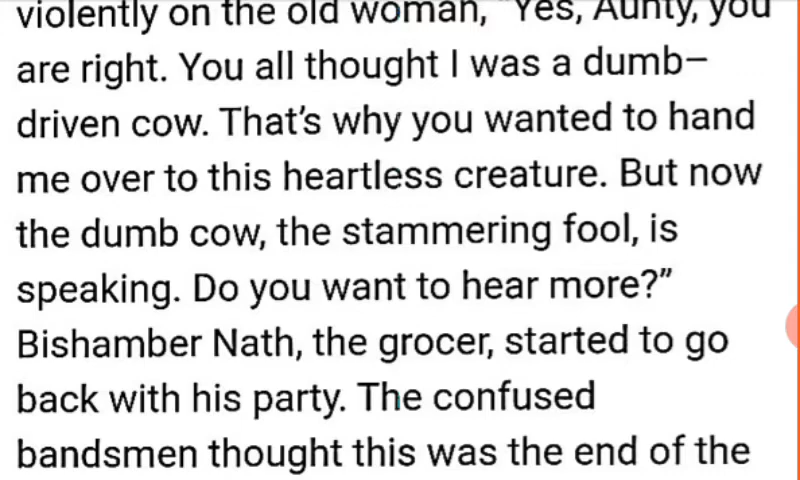 violently on the old woman, "Yes, Aunty, you
are right. You all thought I was a dumb–
driven cow. That's why you wanted to hand
me over to this heartless creature. But now
the dumb cow, the stammering fool, is
speaking. Do you want to hear more?”
Bishamber Nath, the grocer, started to go
back with his party. The confused
bandsmen thought this was the end of the